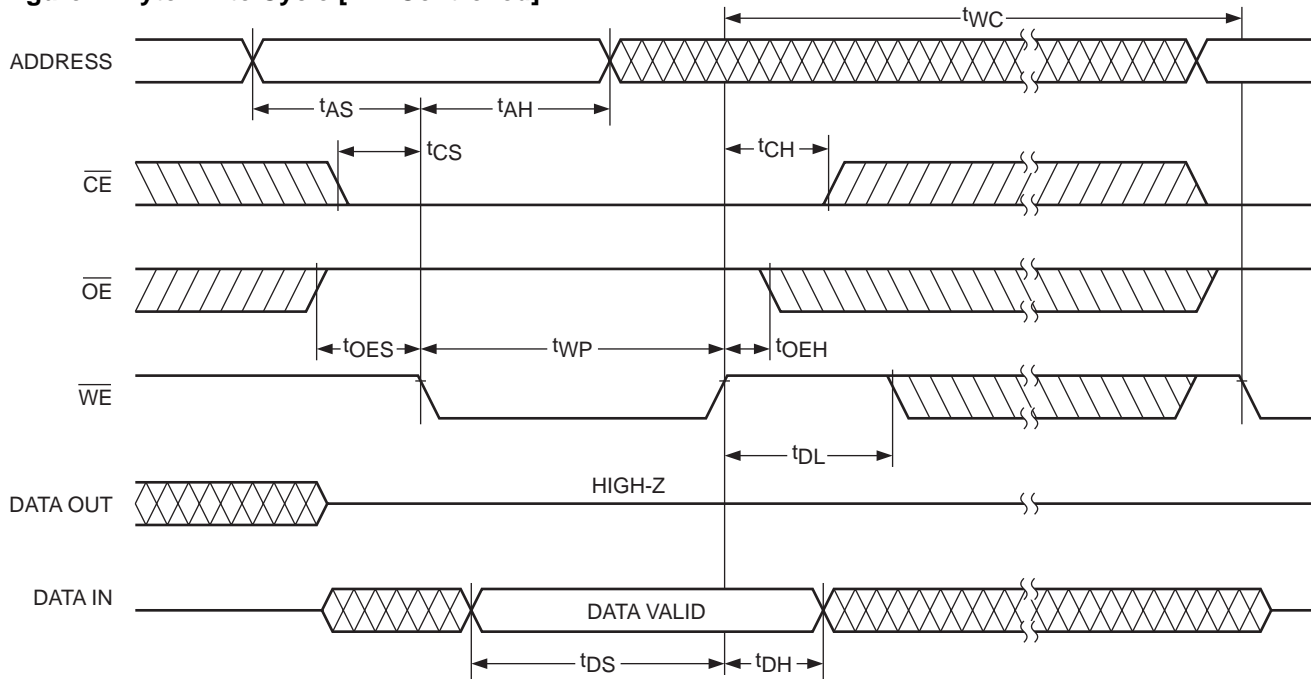 tWC
ADDRESS
tAS
tAH
tCS
tCH
CE
OE
tOES
tWP
tOEH
WE
tDL
DATA OUT
HIGH-Z
DATA IN
DATA VALID
tDS
tDH